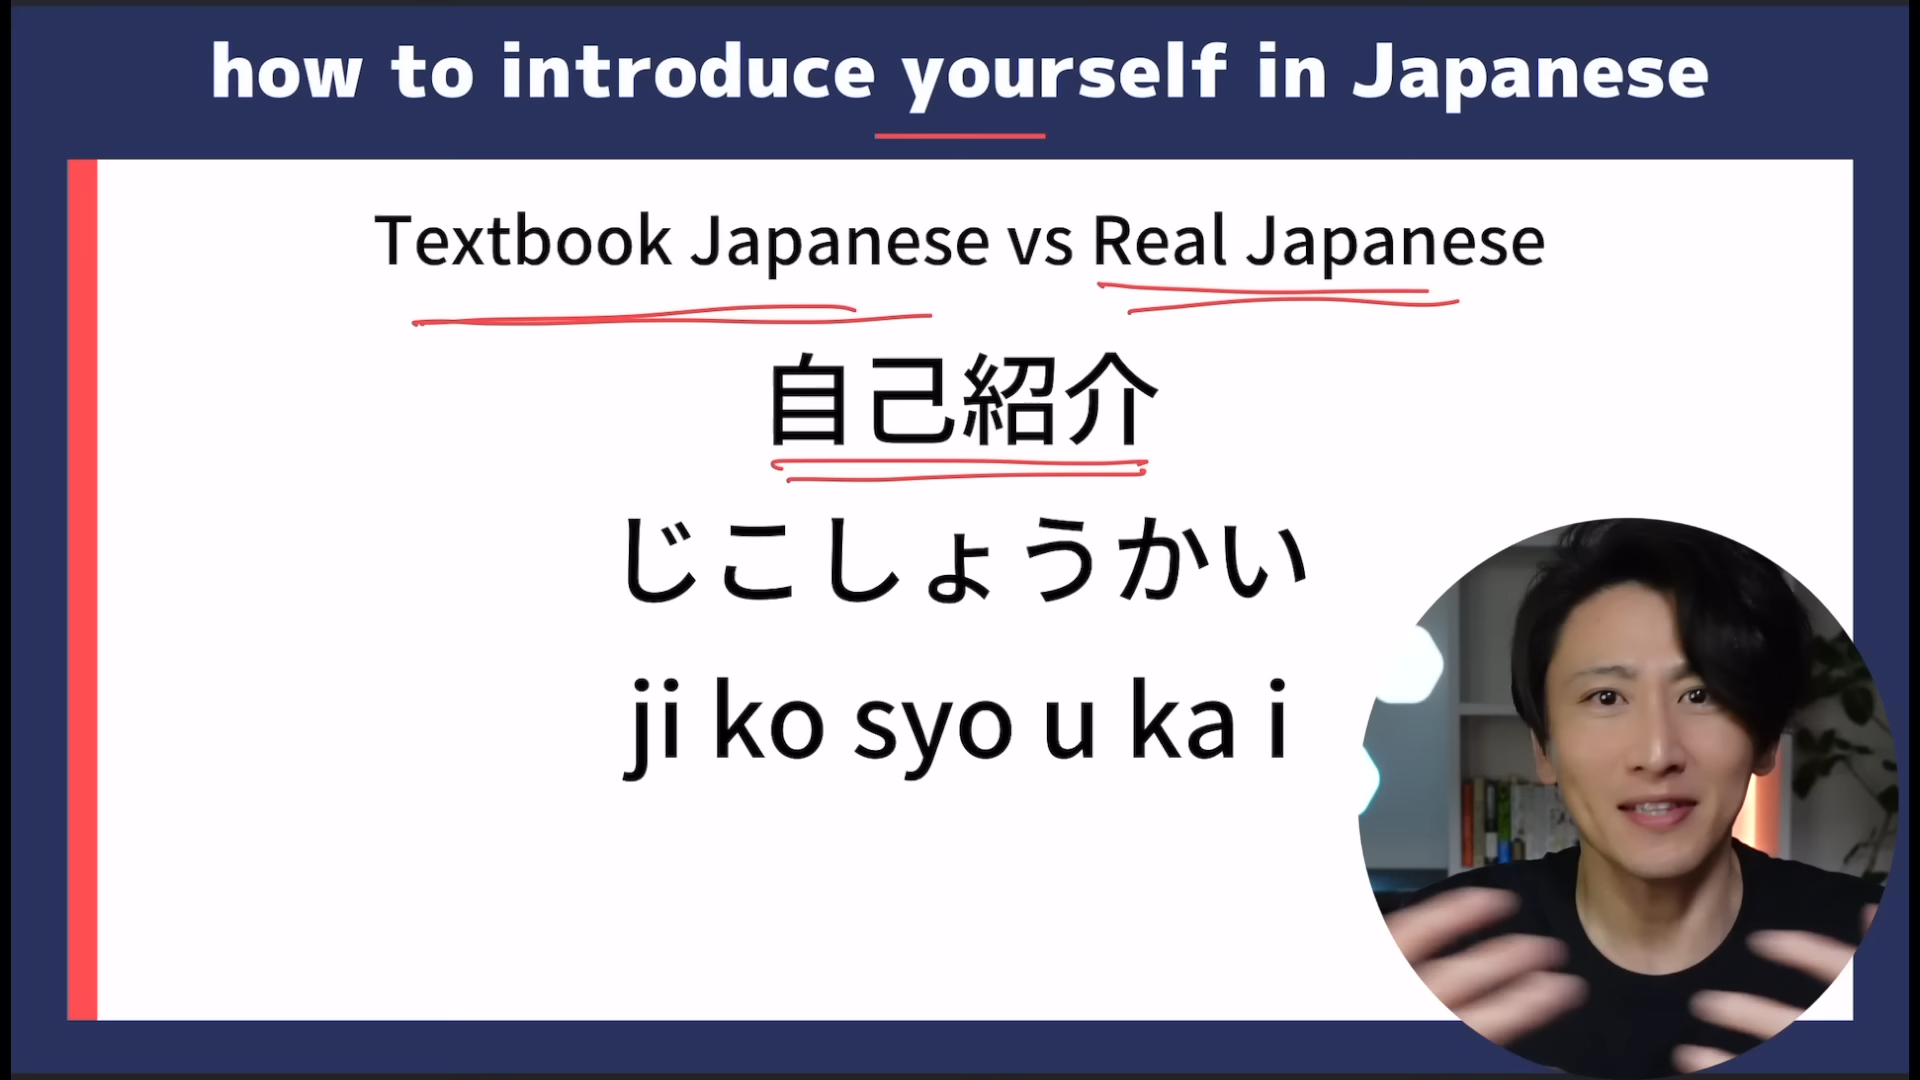 how to introduce yourself in Japanese
Textbook Japanese vs Real Japanese
自己紹介
じこしょうかい
ji ko syo u ka i